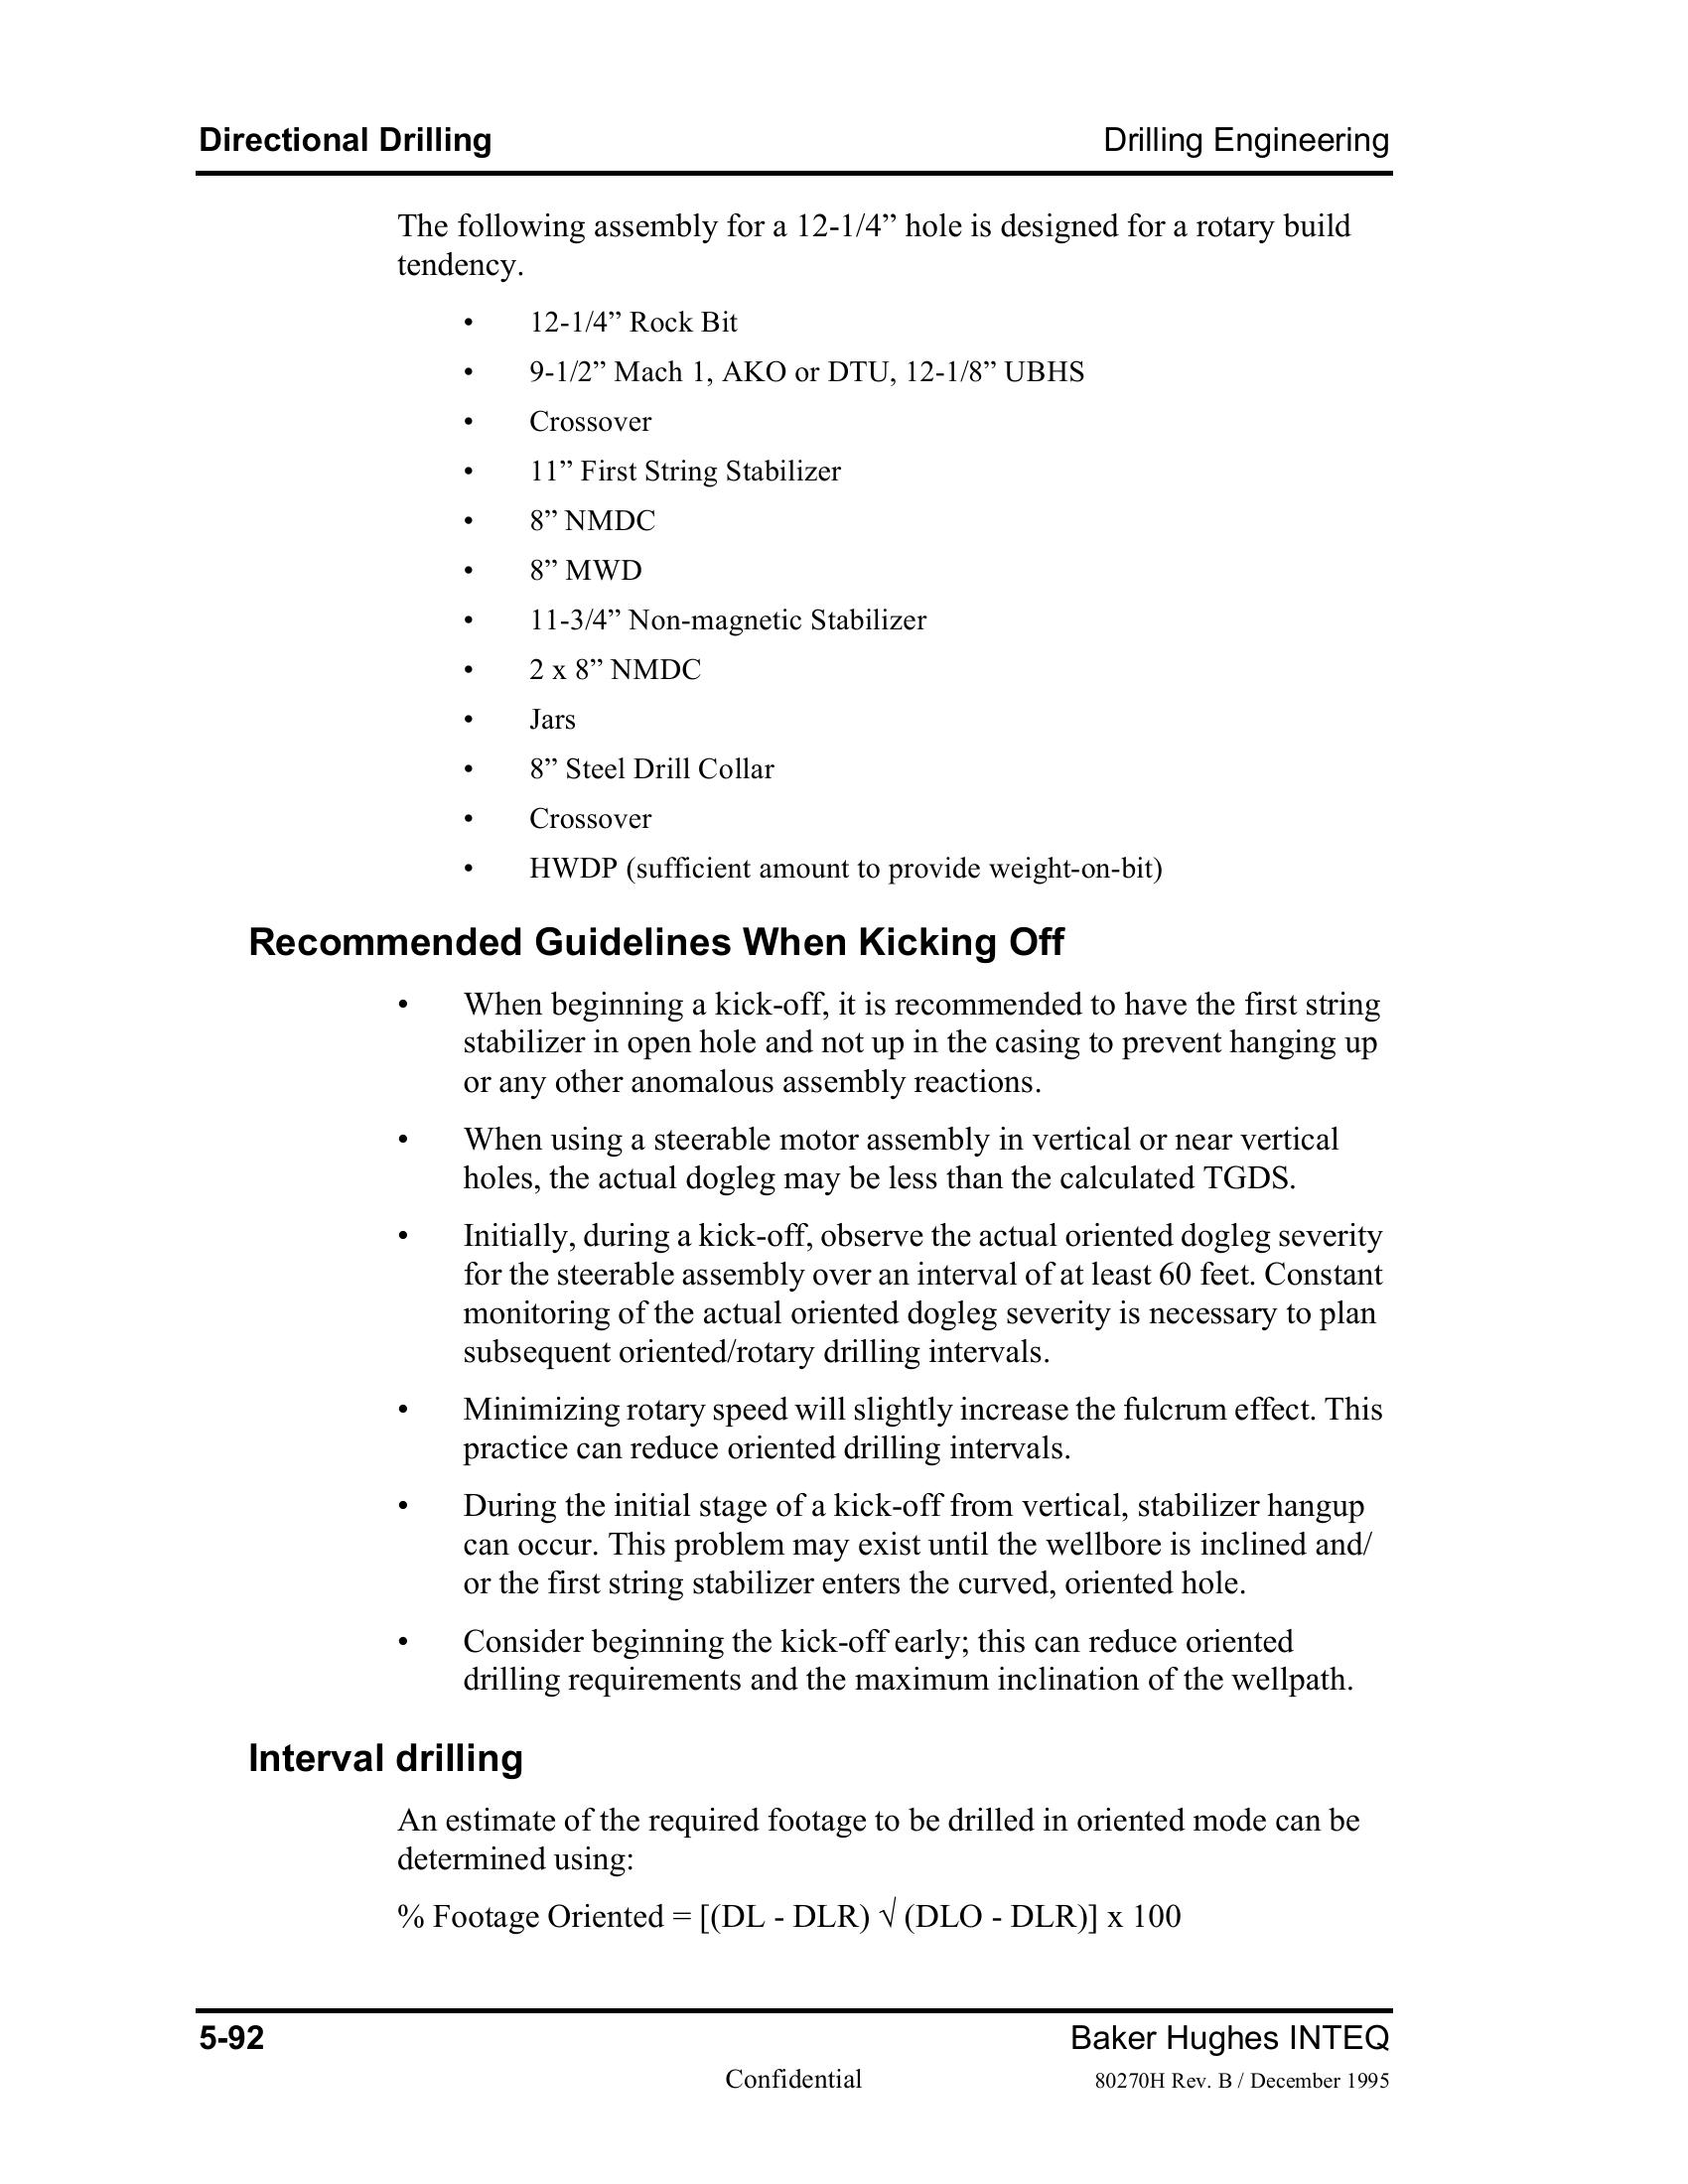 Directional Drilling Drilling Engineering
The following assembly for a 12-1/4” hole is designed for a rotary build
tendency.
• 12-1/4” Rock Bit
• 9-1/2” Mach 1, AKO or DTU, 12-1/8” UBHS
• Crossover
• 11” First String Stabilizer
• 8” NMDC
• 8” MWD
• 11-3/4” Non-magnetic Stabilizer
• 2 x 8” NMDC
• Jars
• 8” Steel Drill Collar
• Crossover
• HWDP (sufficient amount to provide weight-on-bit)
Recommended Guidelines When Kicking Off
• When beginning a kick-off, it is recommended to have the first string
stabilizer in open hole and not up in the casing to prevent hanging up
or any other anomalous assembly reactions.
• When using a steerable motor assembly in vertical or near vertical
holes, the actual dogleg may be less than the calculated TGDS.
• Initially, during a kick-off, observe the actual oriented dogleg severity
for the steerable assembly over an interval of at least 60 feet. Constant
monitoring of the actual oriented dogleg severity is necessary to plan
subsequent oriented/rotary drilling intervals.
• Minimizing rotary speed will slightly increase the fulcrum effect. This
practice can reduce oriented drilling intervals.
• During the initial stage of a kick-off from vertical, stabilizer hangup
can occur. This problem may exist until the wellbore is inclined and/
or the first string stabilizer enters the curved, oriented hole.
• Consider beginning the kick-off early; this can reduce oriented
drilling requirements and the maximum inclination of the wellpath.
Interval drilling
An estimate of the required footage to be drilled in oriented mode can be
determined using:
% Footage Oriented = [(DL - DLR) √ (DLO - DLR)] x 100
5-92 Baker Hughes INTEQ
Confidential 80270H Rev. B / December 1995